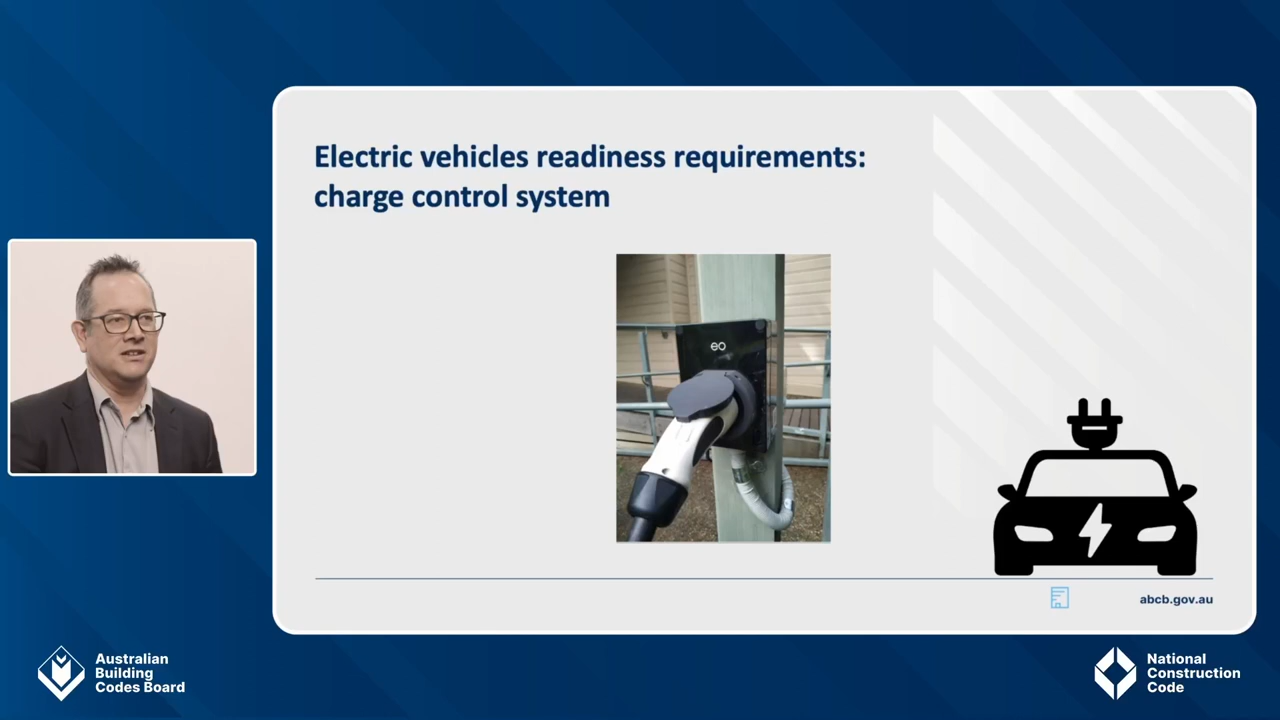 Electric vehicles readiness requirements:
charge control system
eo
abcb.gov.au
Australian
Building
Codes Board
National
Construction
Code